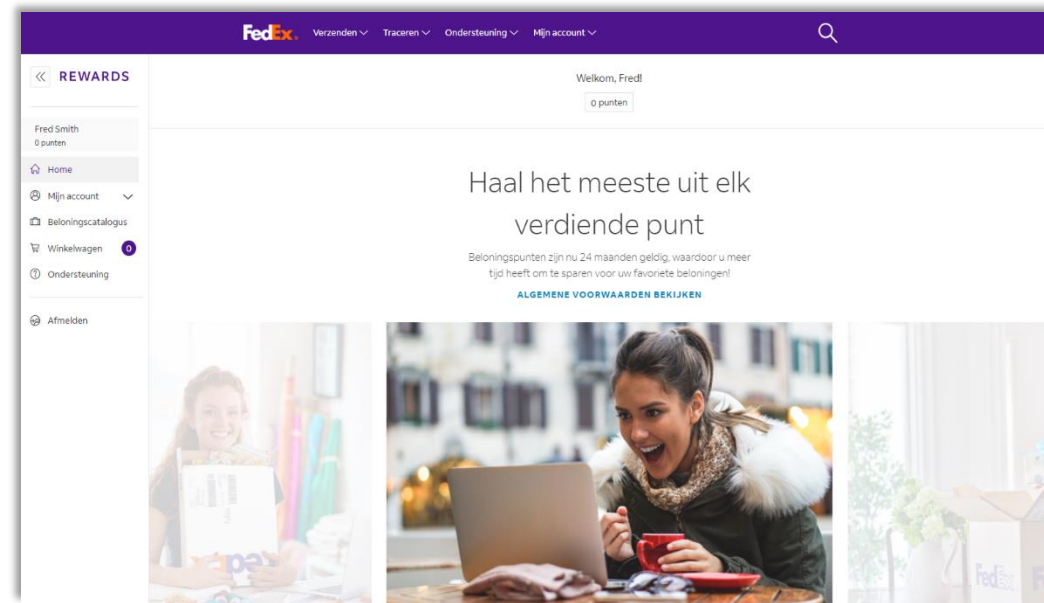 FedEx.
Verzenden
Traceren
Ondersteuning
Mijn account
REWARDS
Fred Smith
0 punten
Home
Mijn account
Beloningscatalogus
Winkelwagen 0
Ondersteuning
Afmelden
Welkom, Fred!
0 punten
Haal het meeste uit elk
verdiende punt
Beloningspunten zijn nu 24 maanden geldig, waardoor u meer
tijd heeft om te sparen voor uw favoriete beloningen!
ALGEMENE VOORWAARDEN BEKIJKEN
FedEx